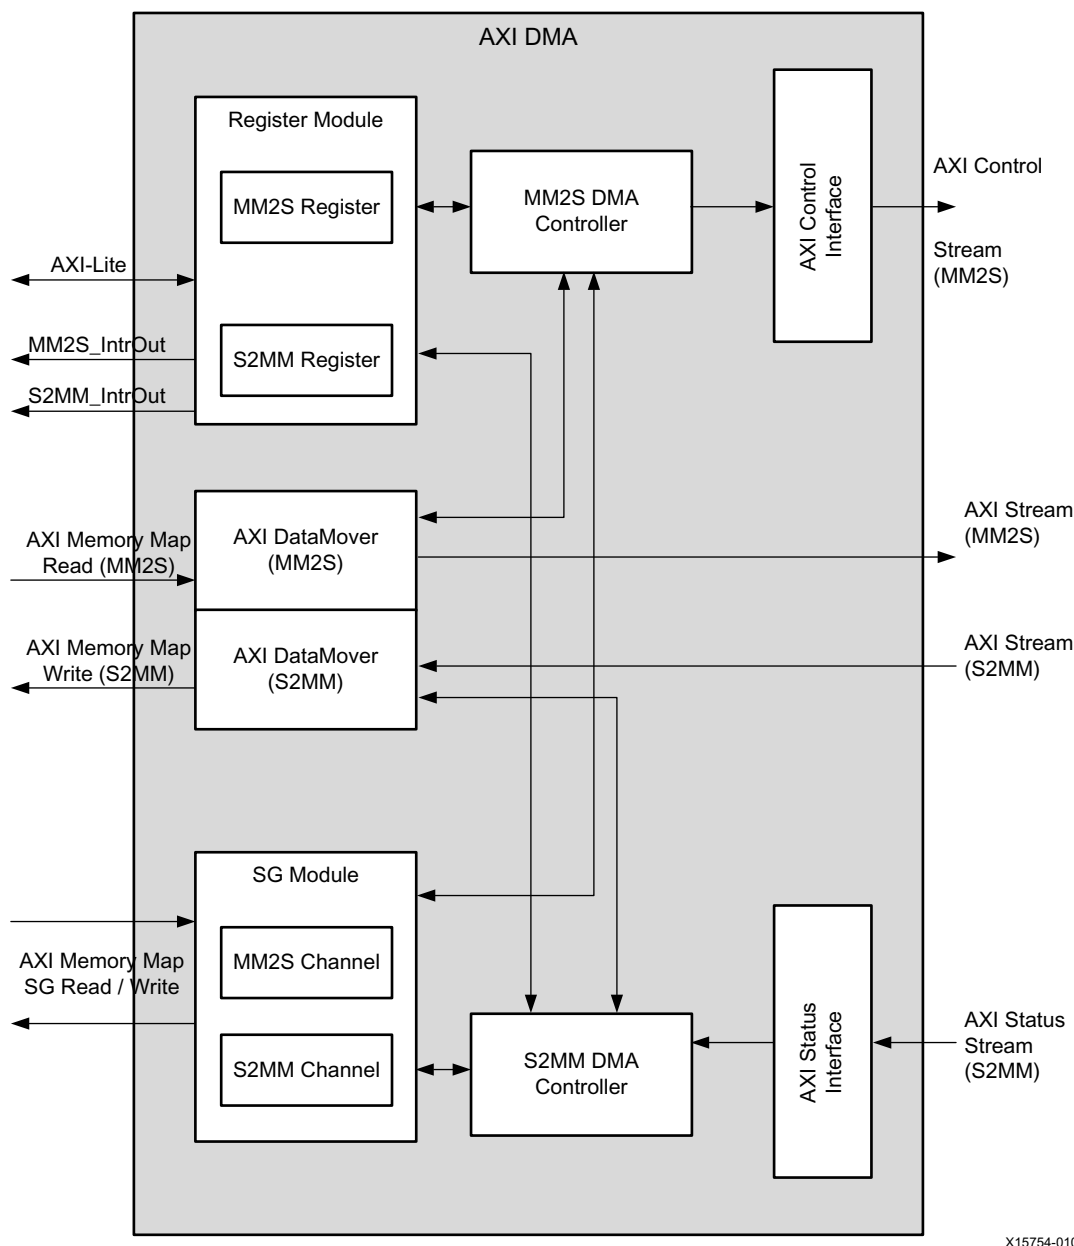 AXI DMA
Register Module
MM2S Register
S2MM Register
MM2S DMA
Controller
AXI Control
Interface
AXI Control
Stream
(MM2S)
AXI-Lite
MM2S_IntrOut
S2MM_IntrOut
AXI Memory Map
Read (MM2S)
AXI DataMover
(MM2S)
AXI Stream
(MM2S)
AXI Memory Map
Write (S2MM)
AXI DataMover
(S2MM)
AXI Stream
(S2MM)
SG Module
MM2S Channel
S2MM Channel
AXI Memory Map
SG Read / Write
S2MM DMA
Controller
AXI Status
Interface
AXI Status
Stream
(S2MM)
X15754-010